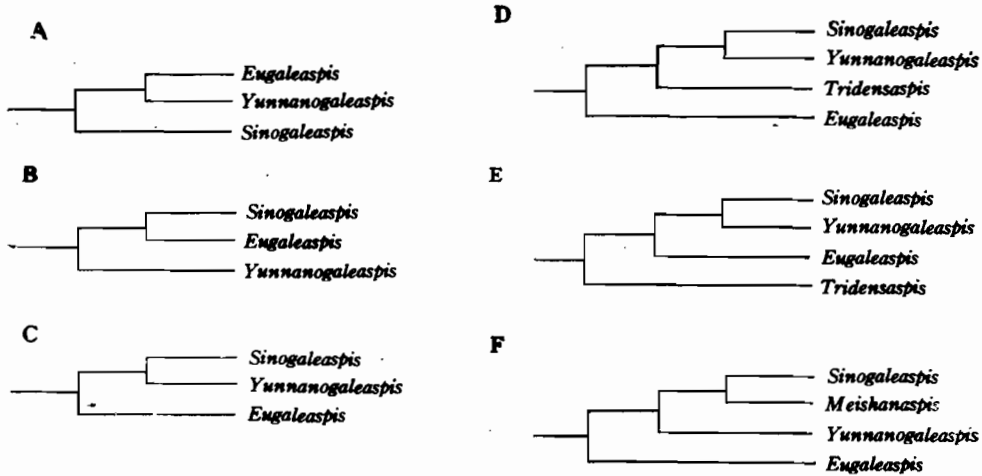 A
Eugaleaspis
Yunnanogaleaspis
Sinogaleaspis
B
Sinogaleaspis
Eugaleaspis
Yunnanogaleaspis
C
Sinogaleaspis
Yunnanogaleaspis
Eugaleaspis
D
Sinogaleaspis
Yunnanogaleaspis
Tridensaspis
Eugaleaspis
E
Sinogaleaspis
Yunnanogaleaspis
Eugaleaspis
Tridensaspis
F
Sinogaleaspis
Meishanaspis
Yunnanogaleaspis
Eugaleaspis